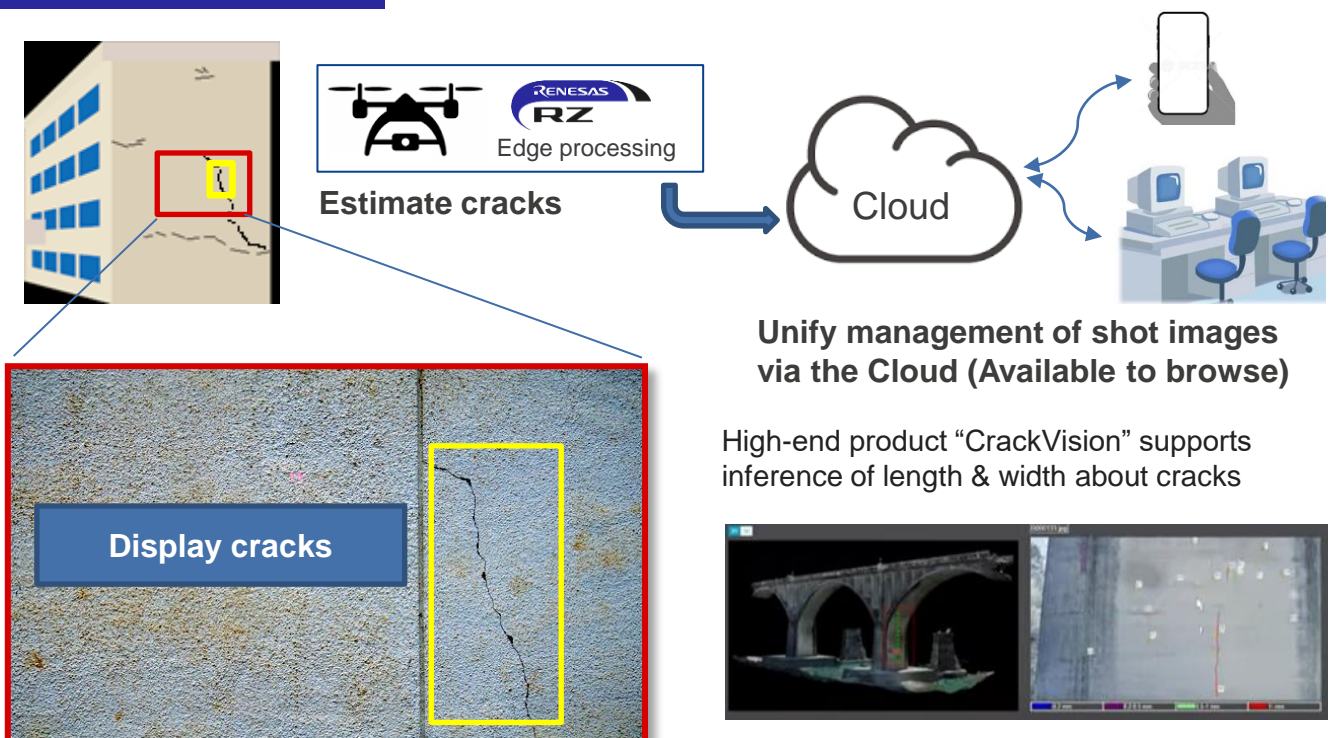 RENESAS
RZ
Edge processing
Estimate cracks
Cloud
Unify management of shot images
via the Cloud (Available to browse)
High-end product “CrackVision” supports
inference of length & width about cracks
Display cracks